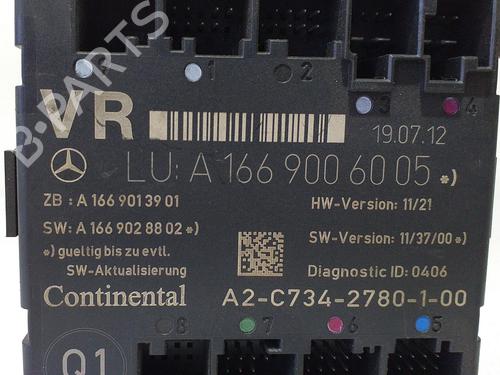 1
2
3
4
VR
19.07.12
LU: A 166 900 60 05 *)
ZB : A 166 901 39 01
HW-Version: 11/21
SW: A 166 902 88 02 *)
SW-Version: 11/37/00 *)
*) gueltig bis zu evtl.
SW-Aktualisierung
Diagnostic ID: 0406
Continental
A2-C734-2780-1-00
8
7
6
5
Q1
B-PARTS